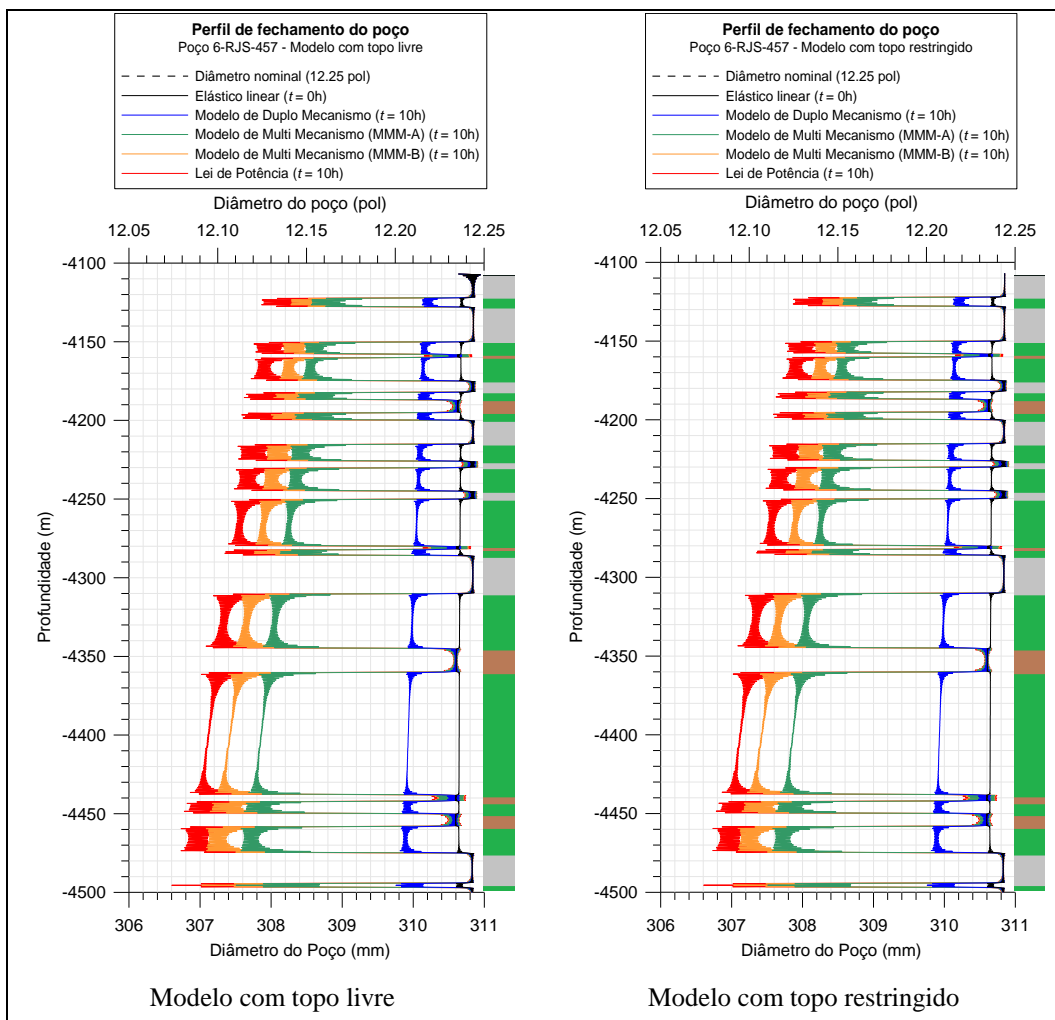 Perfil de fechamento do poço
Poço 6-RJS-457 - Modelo com topo livre
Diâmetro nominal (12.25 pol)
Elástico linear (t = 0h)
Modelo de Duplo Mecanismo (t = 10h)
Modelo de Multi Mecanismo (MMM-A) (t = 10h)
Modelo de Multi Mecanismo (MMM-B) (t = 10h)
Lei de Potência (t = 10h)
Diâmetro do poço (pol)
12.05 12.10 12.15 12.20 12.25
Profundidade (m)
-4100
-4150
-4200
-4250
-4300
-4350
-4400
-4450
-4500
306 307 308 309 310 311
Diâmetro do Poço (mm)
Modelo com topo livre
Perfil de fechamento do poço
Poço 6-RJS-457 - Modelo com topo restringido
Diâmetro nominal (12.25 pol)
Elástico linear (t = 0h)
Modelo de Duplo Mecanismo (t = 10h)
Modelo de Multi Mecanismo (MMM-A) (t = 10h)
Modelo de Multi Mecanismo (MMM-B) (t = 10h)
Lei de Potência (t = 10h)
Diâmetro do poço (pol)
12.05 12.10 12.15 12.20 12.25
Profundidade (m)
-4100
-4150
-4200
-4250
-4300
-4350
-4400
-4450
-4500
306 307 308 309 310 311
Diâmetro do Poço (mm)
Modelo com topo restringido